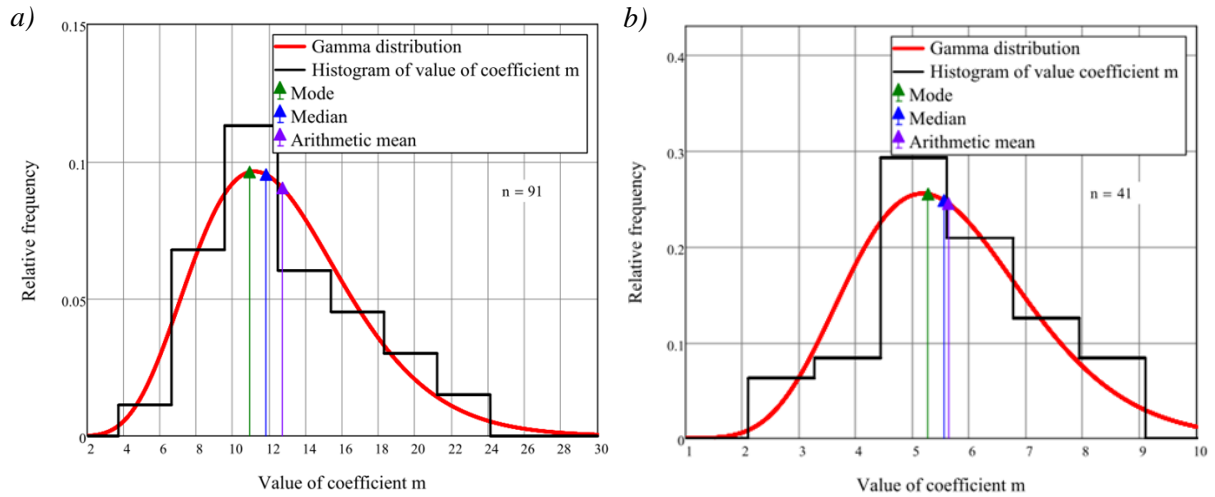 a)
0.15
Gamma distribution
Histogram of value of coefficient m
Mode
Median
Arithmetic mean
0.1
n = 91
Relative frequency
0.05
0
2 4 6 8 10 12 14 16 18 20 22 24 26 28 30
Value of coefficient m
b)
0.4
Gamma distribution
Histogram of value coefficient m
Mode
Median
Arithmetic mean
0.3
n = 41
Relative frequency
0.2
0.1
0
1 2 3 4 5 6 7 8 9 10
Value of coefficient m